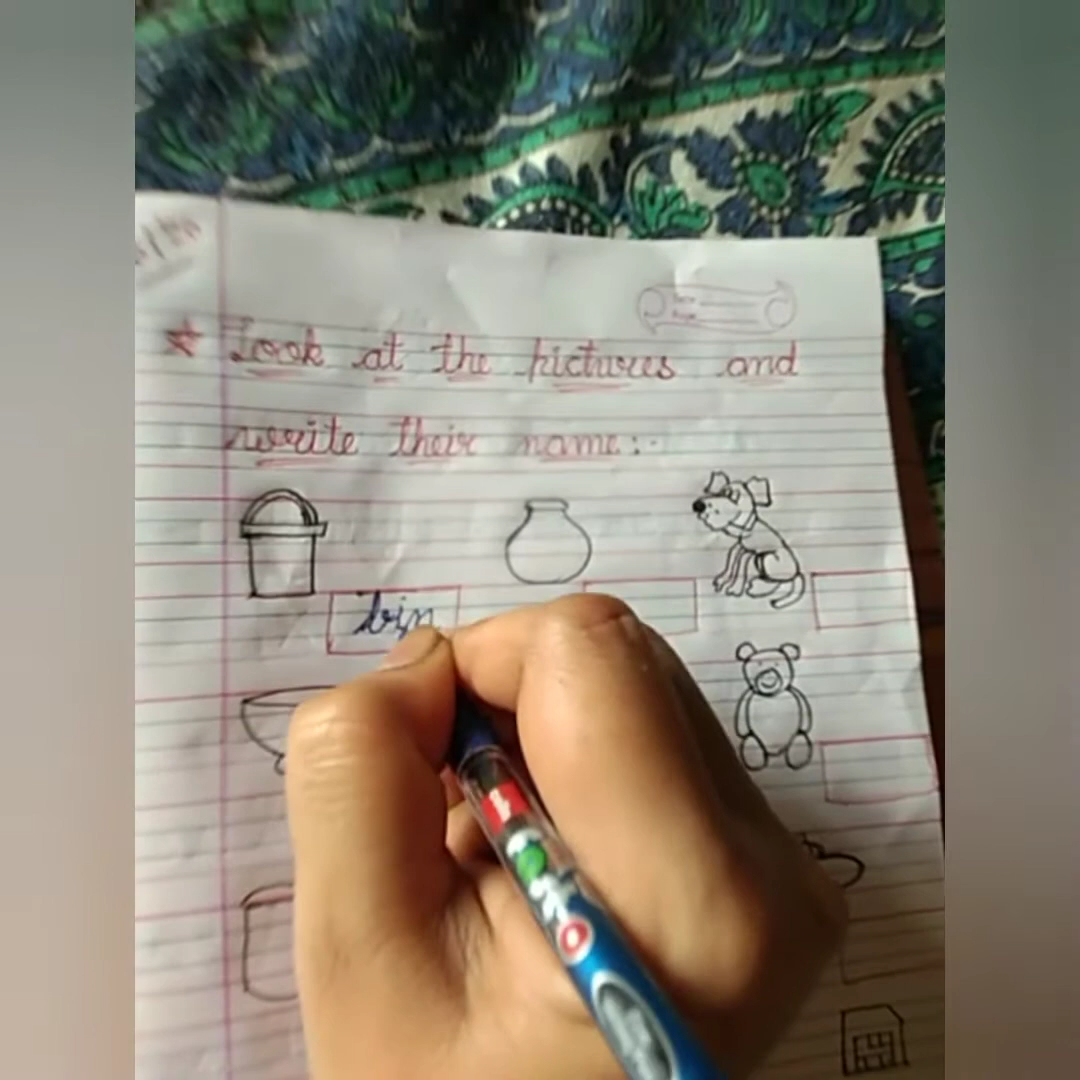 Look at the pictures and
write their name:-
bin